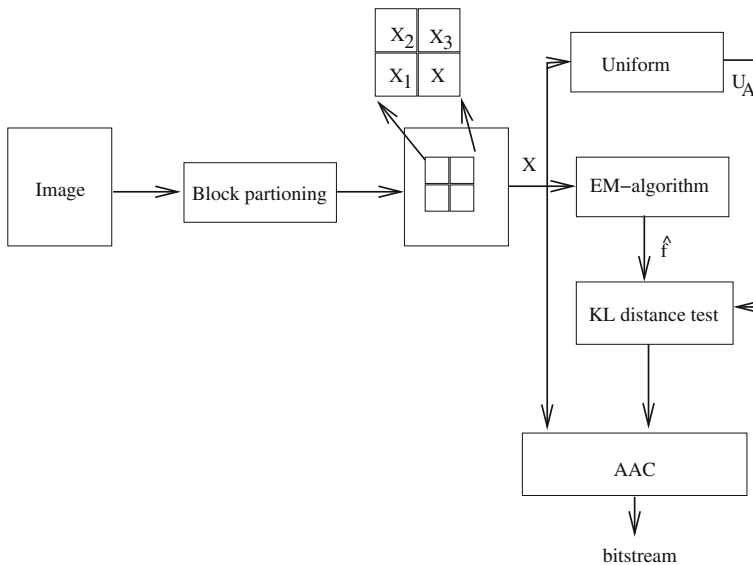 X2 X3
X1 X
Uniform
UA
Image
Block partioning
X
EM−algorithm
f̂
KL distance test
AAC
bitstream